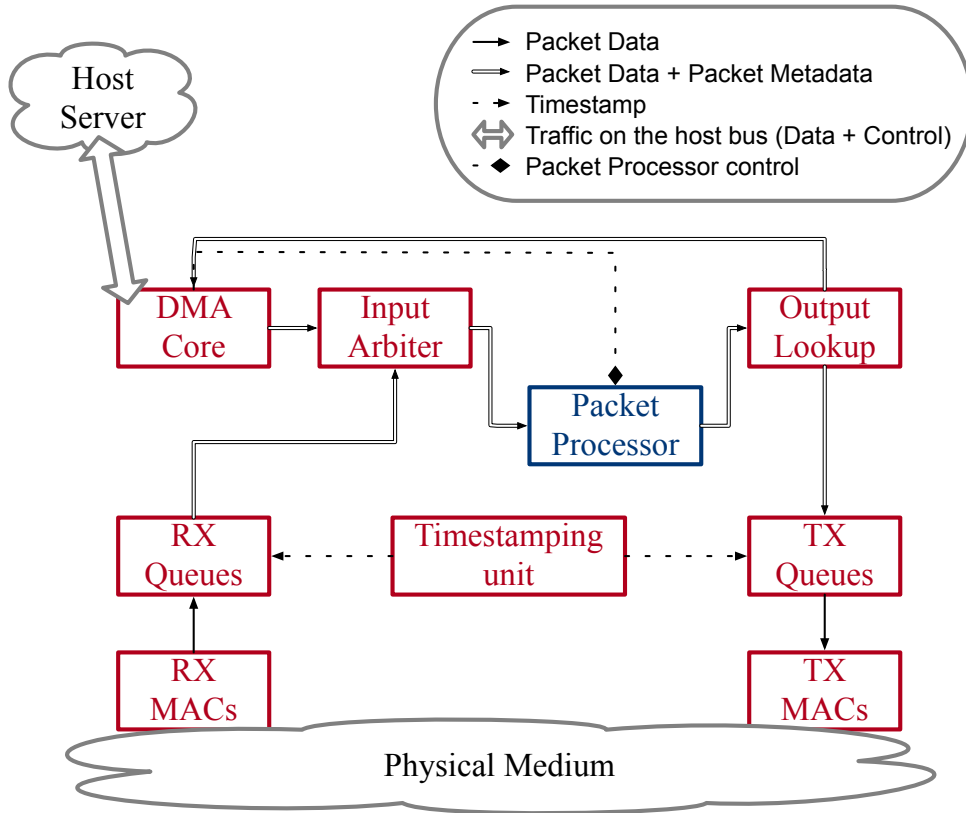 Host
Server
Packet Data
Packet Data + Packet Metadada
Timestamp
Traffic on the host bus (Data + Control)
Packet Processor control
DMA
Core
Input
Arbiter
Output
Lookup
Packet
Processor
RX
Queues
Timestamping
unit
TX
Queues
RX
MACs
TX
MACs
Physical Medium